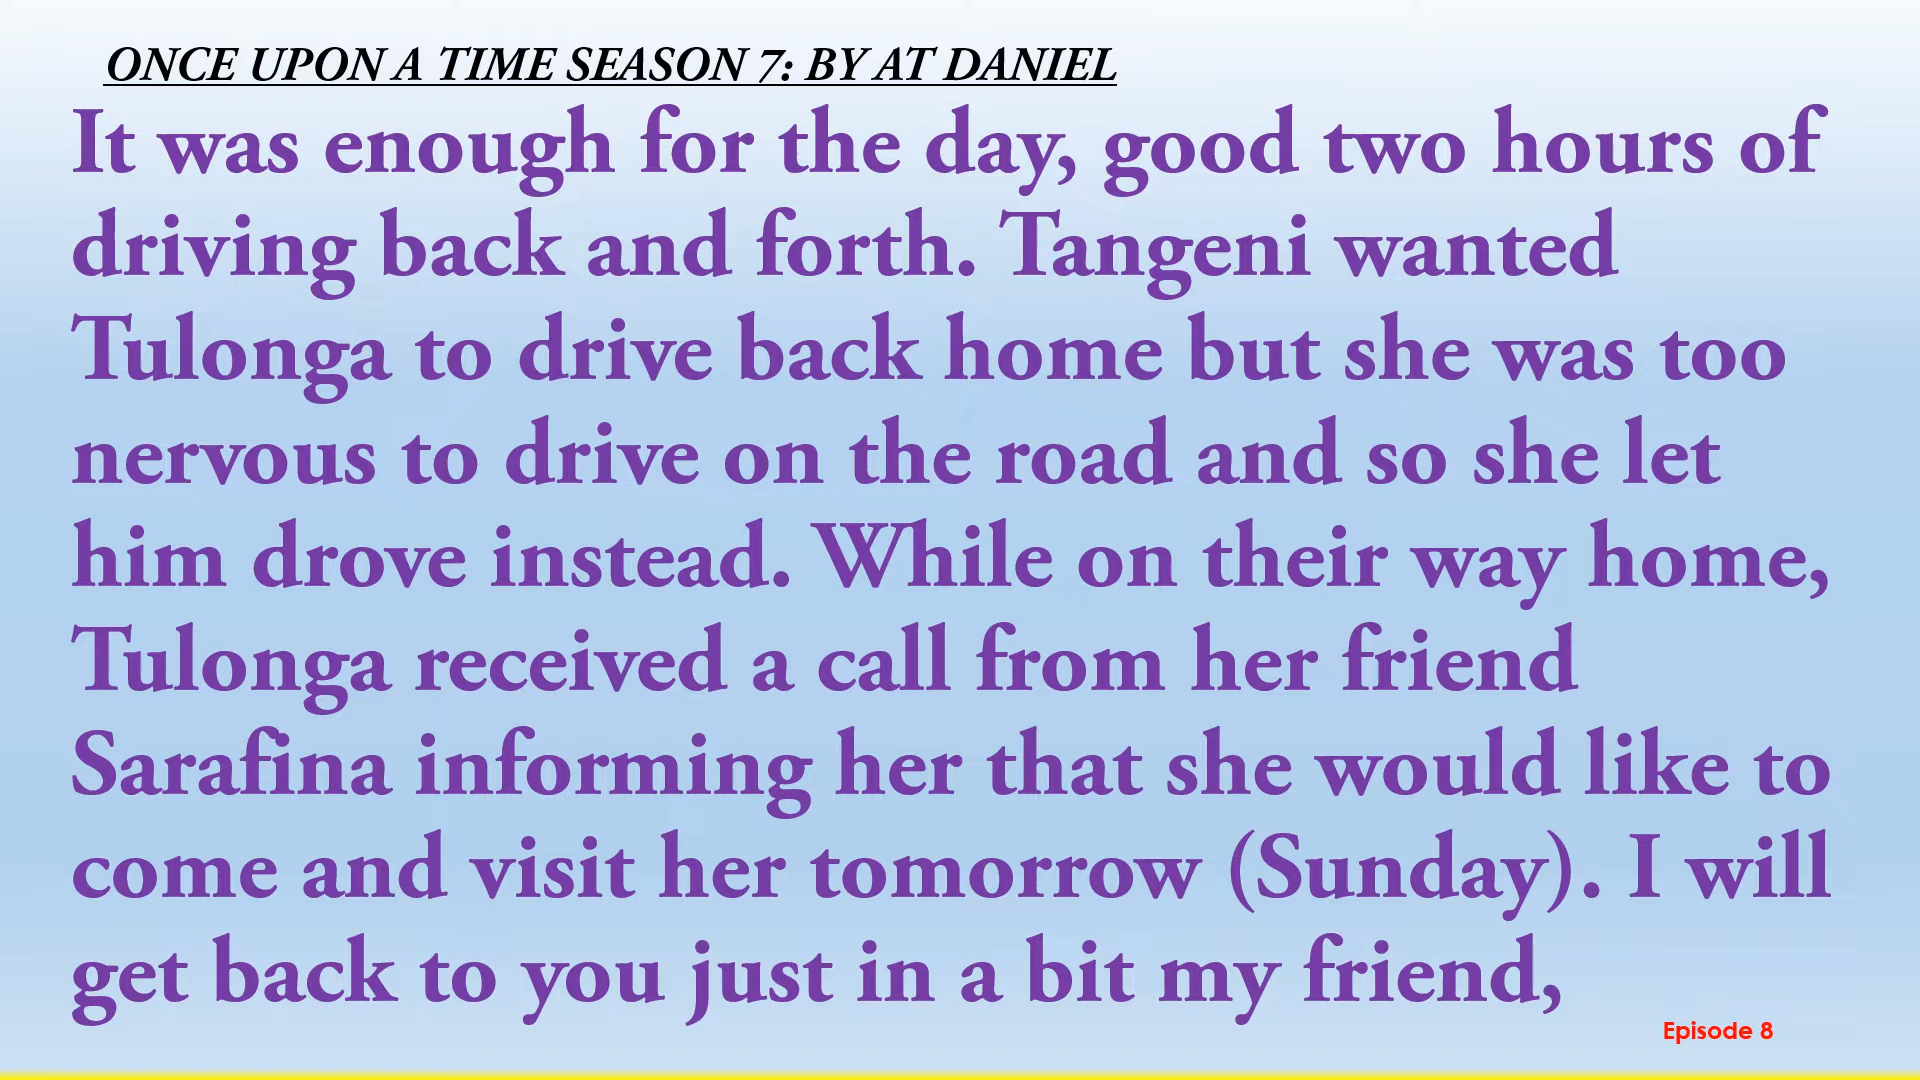 ONCE UPON A TIME SEASON 7: BY AT DANIEL
It was enough for the day, good two hours of
driving back and forth. Tangeni wanted
Tulonga to drive back home but she was too
nervous to drive on the road and so she let
him drove instead. While on their way home,
Tulonga received a call from her friend
Sarafina informing her that she would like to
come and visit her tomorrow (Sunday). I will
get back to you just in a bit my friend,
Episode 8